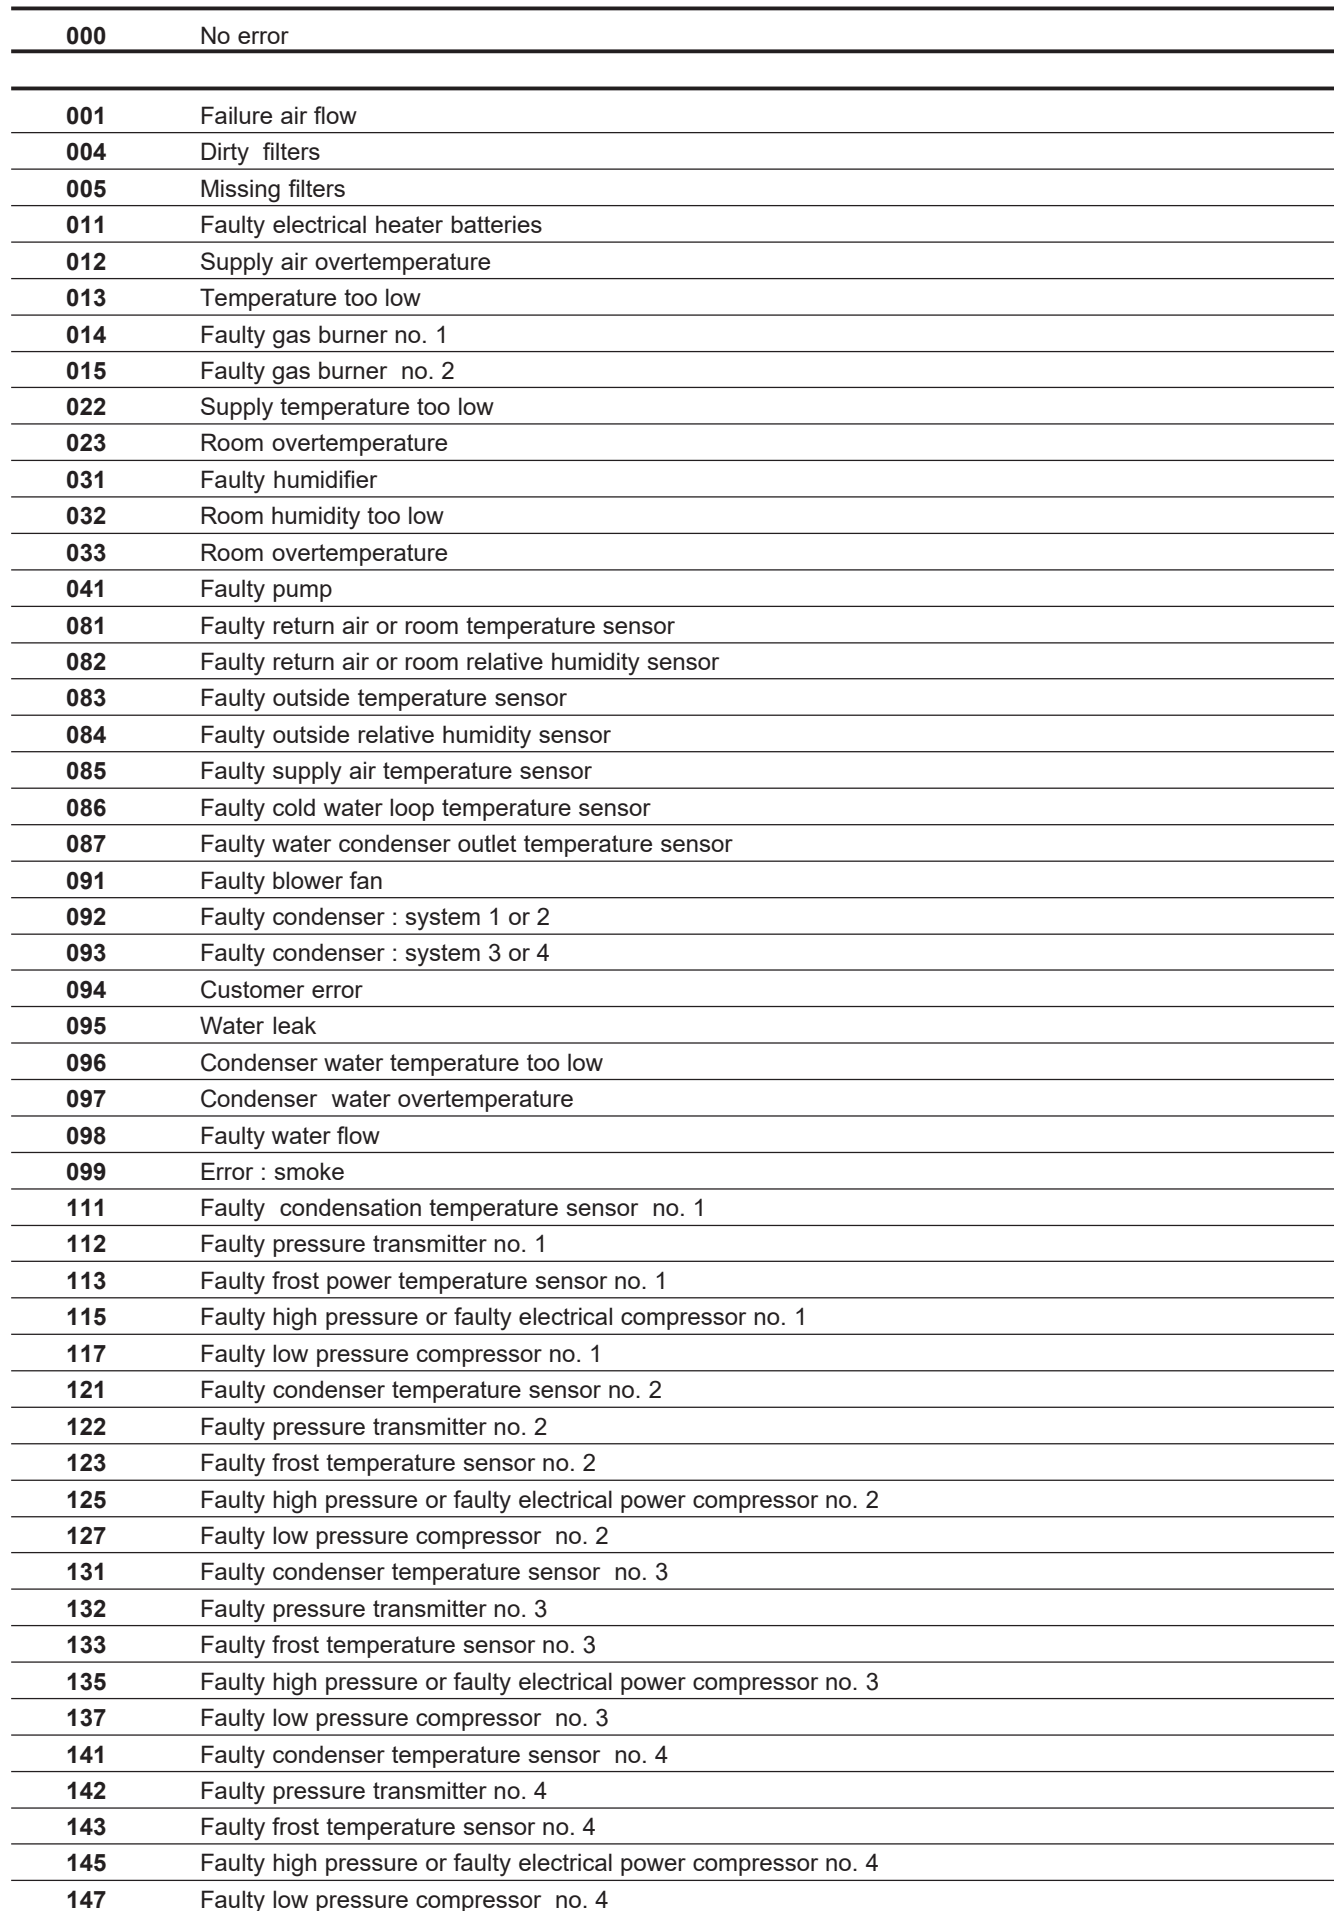 000 No error
001 Failure air flow
004 Dirty filters
005 Missing filters
011 Faulty electrical heater batteries
012 Supply air overtemperature
013 Temperature too low
014 Faulty gas burner no. 1
015 Faulty gas burner no. 2
022 Supply temperature too low
023 Room overtemperature
031 Faulty humidifier
032 Room humidity too low
033 Room overtemperature
041 Faulty pump
081 Faulty return air or room temperature sensor
082 Faulty return air or room relative humidity sensor
083 Faulty outside temperature sensor
084 Faulty outside relative humidity sensor
085 Faulty supply air temperature sensor
086 Faulty cold water loop temperature sensor
087 Faulty water condenser outlet temperature sensor
091 Faulty blower fan
092 Faulty condenser : system 1 or 2
093 Faulty condenser : system 3 or 4
094 Customer error
095 Water leak
096 Condenser water temperature too low
097 Condenser water overtemperature
098 Faulty water flow
099 Error : smoke
111 Faulty condensation temperature sensor no. 1
112 Faulty pressure transmitter no. 1
113 Faulty frost power temperature sensor no. 1
115 Faulty high pressure or faulty electrical compressor no. 1
117 Faulty low pressure compressor no. 1
121 Faulty condenser temperature sensor no. 2
122 Faulty pressure transmitter no. 2
123 Faulty frost temperature sensor no. 2
125 Faulty high pressure or faulty electrical power compressor no. 2
127 Faulty low pressure compressor no. 2
131 Faulty condenser temperature sensor no. 3
132 Faulty pressure transmitter no. 3
133 Faulty frost temperature sensor no. 3
135 Faulty high pressure or faulty electrical power compressor no. 3
137 Faulty low pressure compressor no. 3
141 Faulty condenser temperature sensor no. 4
142 Faulty pressure transmitter no. 4
143 Faulty frost temperature sensor no. 4
145 Faulty high pressure or faulty electrical power compressor no. 4
147 Faulty low pressure compressor no. 4